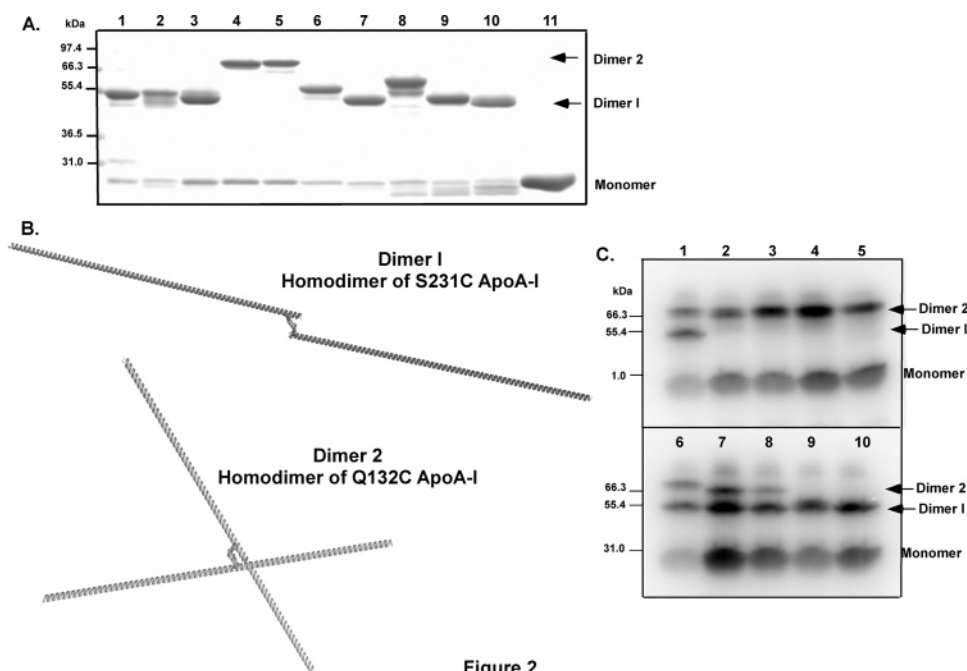 A.
kDa 1 2 3 4 5 6 7 8 9 10 11
97.4
66.3
55.4
36.5
31.0
Dimer 2
Dimer I
Monomer
B.
Dimer I
Homodimer of S231C ApoA-I
Dimer 2
Homodimer of Q132C ApoA-I
C.
1 2 3 4 5
kDa
66.3
55.4
1.0
Dimer 2
Dimer I
Monomer
6 7 8 9 10
66.3
55.4
31.0
Dimer 2
Dimer I
Monomer
Figure 2